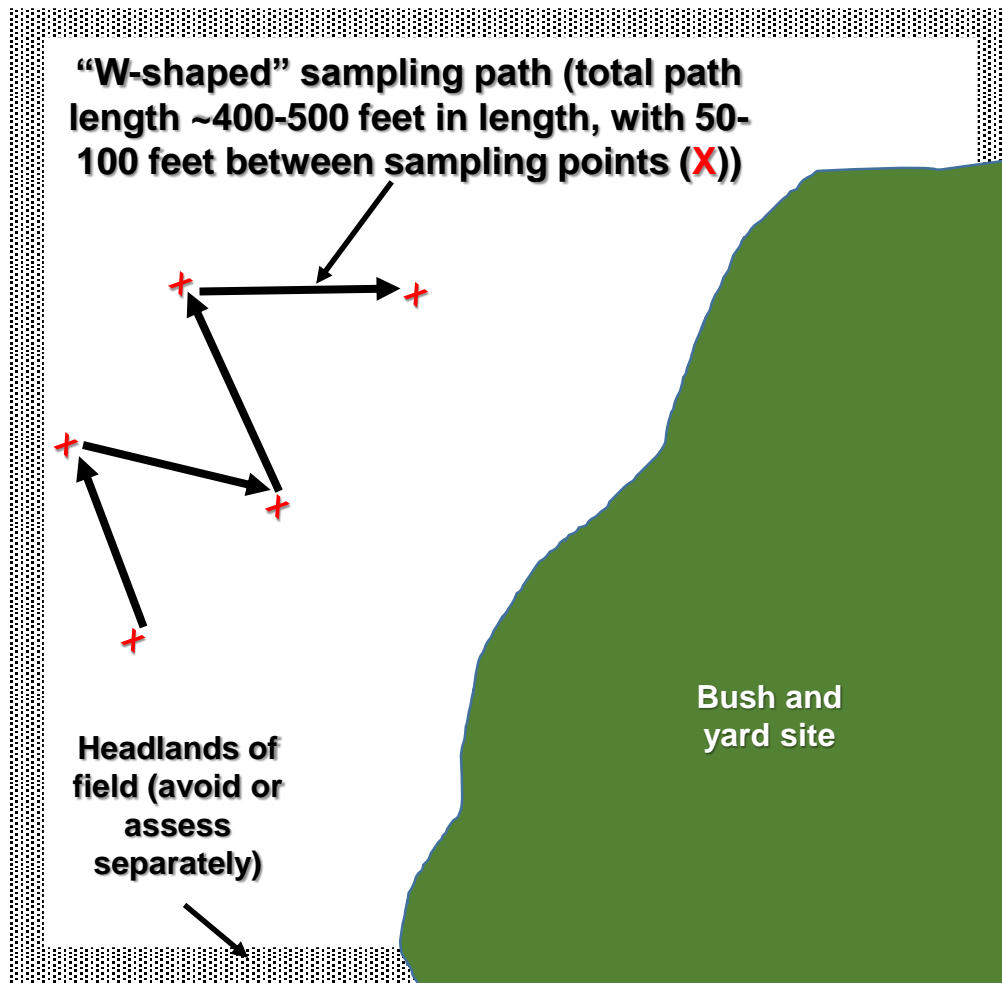 “W-shaped” sampling path (total path
length ~400-500 feet in length, with 50-
100 feet between sampling points (X))
X
X
X
X
X
Bush and
yard site
Headlands of
field (avoid or
assess
separately)